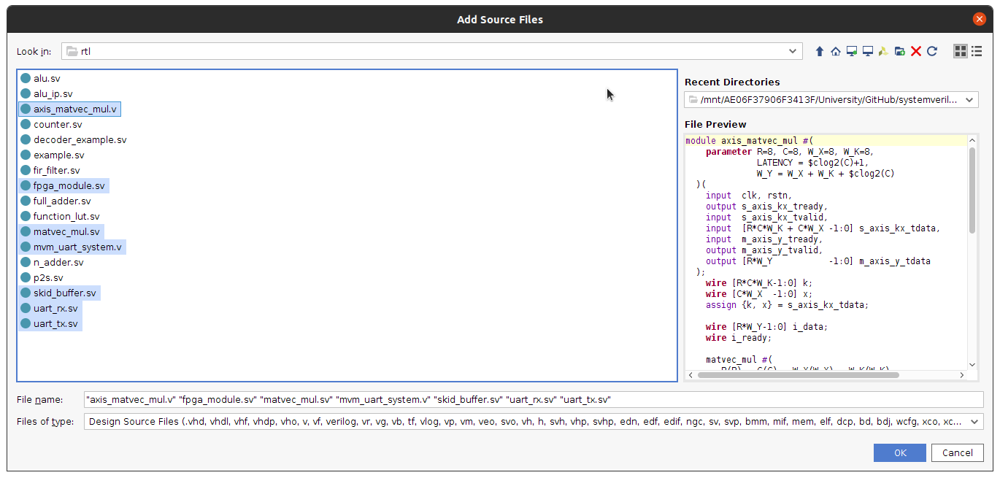 Add Source Files
Look in:
rtl
alu.sv
alu_ip.sv
axis_matvec_mul.v
counter.sv
decoder_example.sv
example.sv
fir_filter.sv
fpga_module.sv
full_adder.sv
function_lut.sv
matvec_mul.sv
mvm_uart_system.v
n_adder.sv
p2s.sv
skid_buffer.sv
uart_rx.sv
uart_tx.sv
Recent Directories
/mnt/AE06F37906F3413F/University/GitHub/systemveril...
File Preview
module axis_matvec_mul #(
    parameter R=8, C=8, W_X=8, W_K=8,
              LATENCY = $clog2(C)+1,
              W_Y = W_X + W_K + $clog2(C)
  )(
    input  clk, rstn,
    output s_axis_kx_tready,
    input  s_axis_kx_tvalid,
    input  [R*C*W_K + C*W_X -1:0] s_axis_kx_tdata,
    input  m_axis_y_tready,
    output m_axis_y_tvalid,
    output [R*W_Y           -1:0] m_axis_y_tdata
  );
    wire [R*C*W_K-1:0] k;
    wire [C*W_X  -1:0] x;
    assign {k, x} = s_axis_kx_tdata;
    wire [R*W_Y-1:0] i_data;
    wire i_ready;
    matvec_mul #(
File name:
"axis_matvec_mul.v" "fpga_module.sv" "matvec_mul.sv" "mvm_uart_system.v" "skid_buffer.sv" "uart_rx.sv" "uart_tx.sv"
Files of type:
Design Source Files (.vhd, vhdl, vhf, vhdp, vho, v, vf, verilog, vr, vg, vb, tf, vlog, vp, vm, veo, svo, vh, h, svh, vhp, svhp, edn, edf, edif, ngc, sv, svp, bmm, mif, mem, elf, dcp, bd, bdj, wcfg, xco, xc...
OK
Cancel